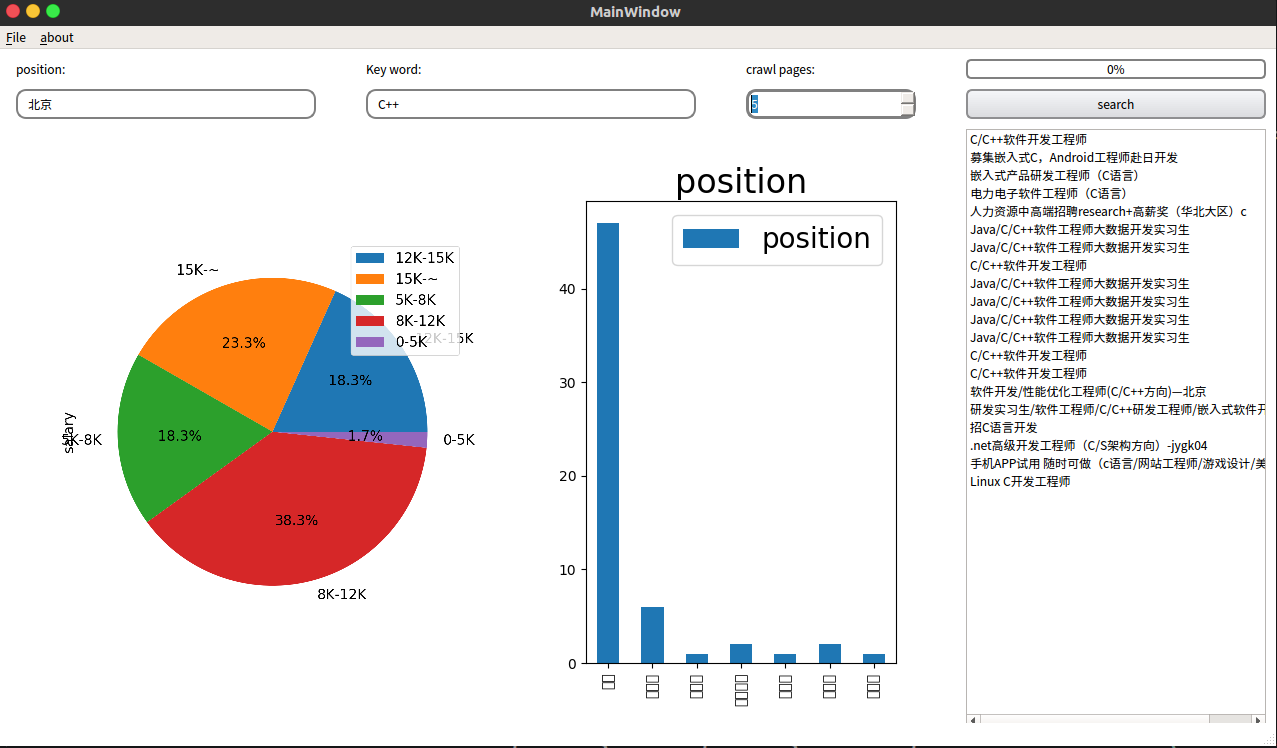 MainWindow
File about
position: Key word: crawl pages: 0%
北京 C++ 5 search
C/C++软件开发工程师
募集嵌入式C，Android工程师赴日开发
嵌入式产品研发工程师（C语言）
电力电子软件工程师（C语言）
人力资源中高端招聘research+高薪奖（华北大区）c
Java/C/C++软件工程师大数据开发实习生
Java/C/C++软件工程师大数据开发实习生
C/C++软件开发工程师
Java/C/C++软件工程师大数据开发实习生
Java/C/C++软件工程师大数据开发实习生
Java/C/C++软件工程师大数据开发实习生
Java/C/C++软件工程师大数据开发实习生
C/C++软件开发工程师
C/C++软件开发工程师
软件开发/性能优化工程师(C/C++方向)—北京
研发实习生/软件工程师/C/C++研发工程师/嵌入式软件开
招C语言开发
.net高级开发工程师（C/S架构方向）-jygk04
手机APP试用 随时可做（c语言/网站工程师/游戏设计/美
Linux C开发工程师
12K-15K
15K-~
5K-8K
8K-12K
0-5K
15K-~
12K-15K
23.3%
18.3%
18.3%
1.7%
38.3%
salary
5K-8K
0-5K
8K-12K
position
position
40
30
20
10
0